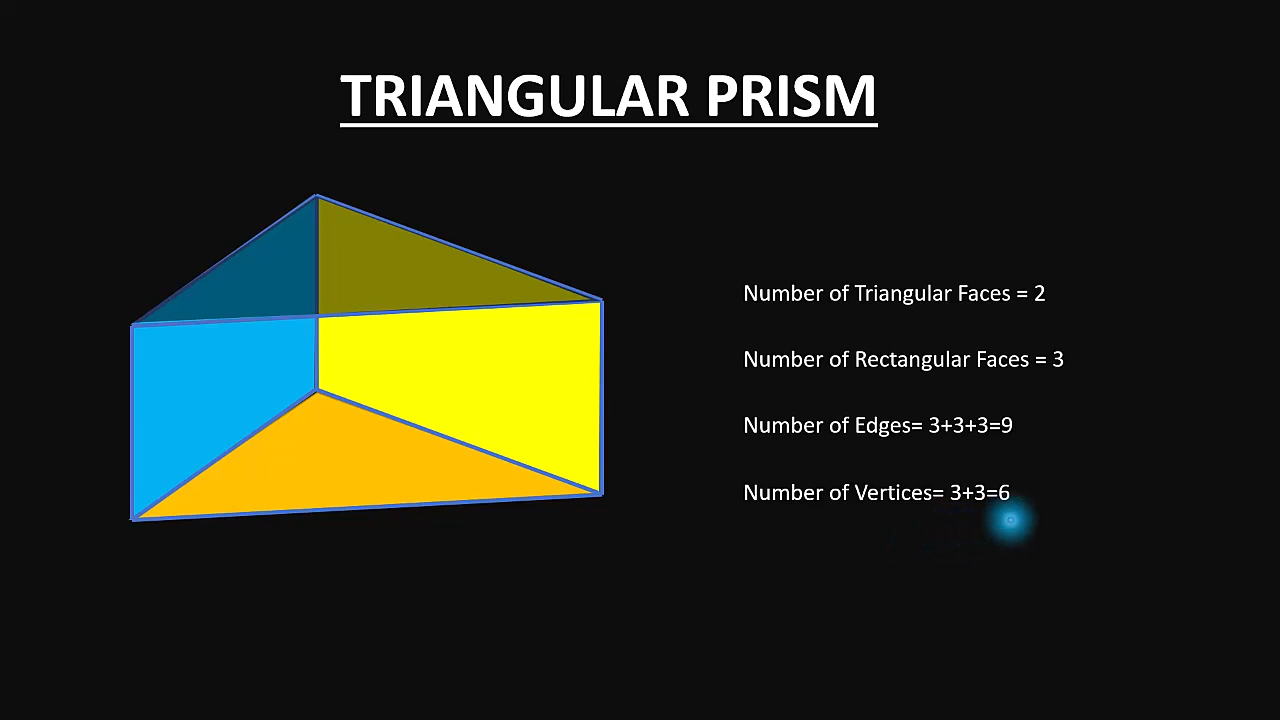 TRIANGULAR PRISM
Number of Triangular Faces = 2
Number of Rectangular Faces = 3
Number of Edges= 3+3+3=9
Number of Vertices= 3+3=6